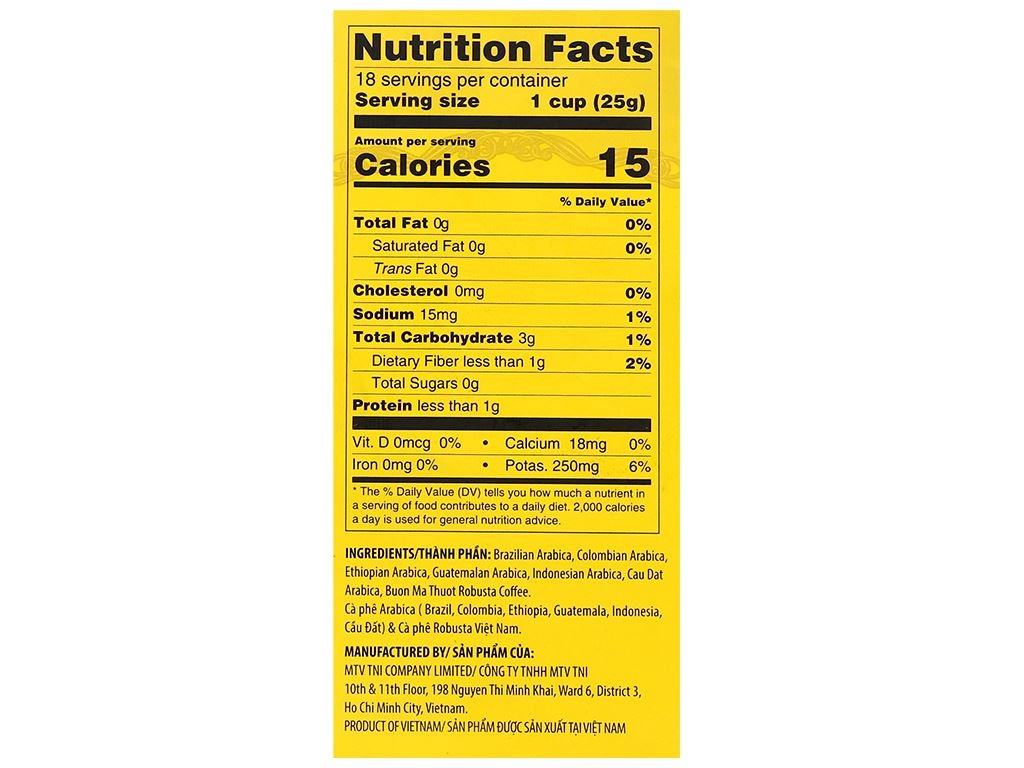 Nutrition Facts
18 servings per container
Serving size 1 cup (25g)
Amount per serving
Calories 15
% Daily Value*
Total Fat 0g 0%
Saturated Fat 0g 0%
Trans Fat 0g
Cholesterol 0mg 0%
Sodium 15mg 1%
Total Carbohydrate 3g 1%
Dietary Fiber less than 1g 2%
Total Sugars 0g
Protein less than 1g
Vit. D 0mcg 0% • Calcium 18mg 0%
Iron 0mg 0% • Potas. 250mg 6%
* The % Daily Value (DV) tells you how much a nutrient in
a serving of food contributes to a daily diet. 2,000 calories
a day is used for general nutrition advice.
INGREDIENTS/THÀNH PHẦN: Brazilian Arabica, Colombian Arabica,
Ethiopian Arabica, Guatemalan Arabica, Indonesian Arabica, Cau Dat
Arabica, Buon Ma Thuot Robusta Coffee.
Cà phê Arabica ( Brazil, Colombia, Ethiopia, Guatemala, Indonesia,
Cầu Đất) & Cà phê Robusta Việt Nam.
MANUFACTURED BY/ SẢN PHẨM CỦA:
MTV TNI COMPANY LIMITED/ CÔNG TY TNHH MTV TNI
10th & 11th Floor, 198 Nguyen Thi Minh Khai, Ward 6, District 3,
Ho Chi Minh City, Vietnam.
PRODUCT OF VIETNAM/ SẢN PHẨM ĐƯỢC SẢN XUẤT TẠI VIỆT NAM